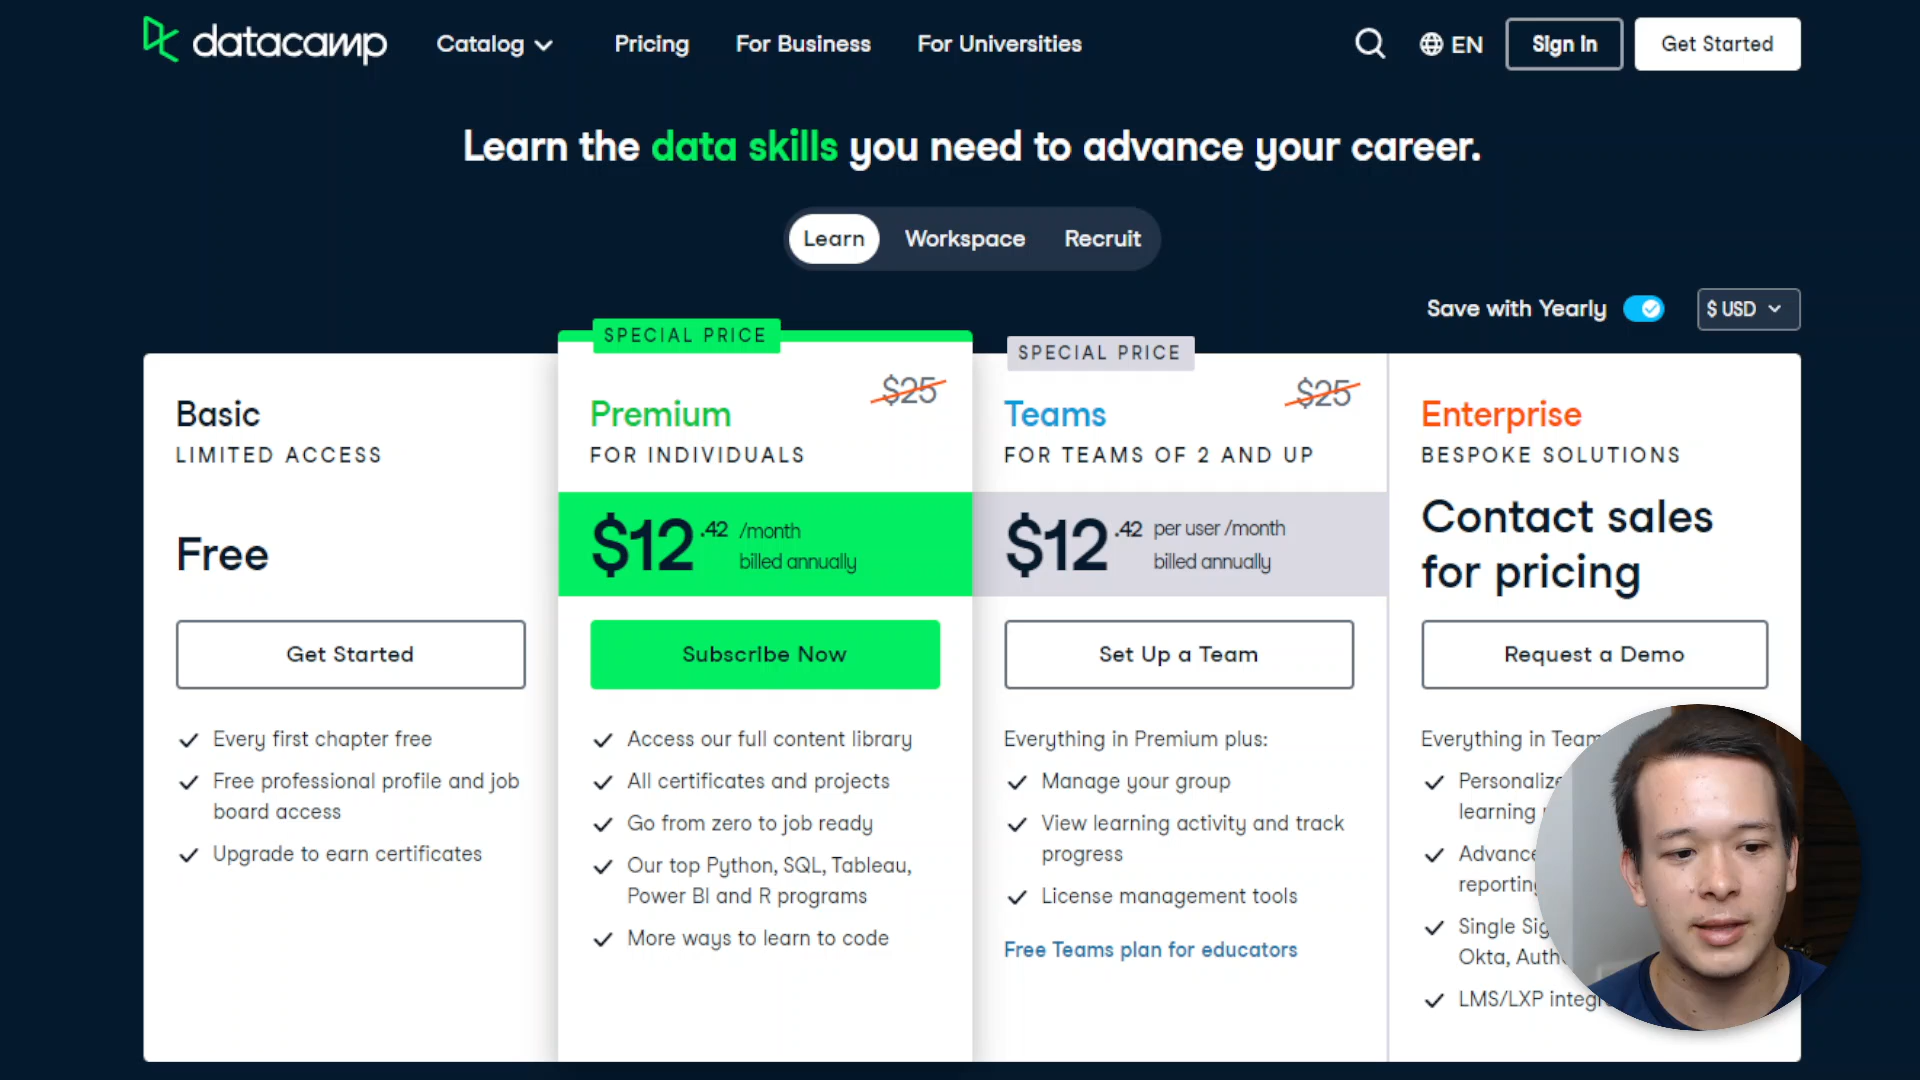 datacamp
Catalog
Pricing
For Business
For Universities
EN
Sign In
Get Started
Learn the data skills you need to advance your career.
Learn
Workspace
Recruit
Save with Yearly
$ USD
Basic
LIMITED ACCESS
Free
Get Started
Every first chapter free
Free professional profile and job
board access
Upgrade to earn certificates
SPECIAL PRICE
$25
Premium
FOR INDIVIDUALS
$12.42 /month
billed annually
Subscribe Now
Access our full content library
All certificates and projects
Go from zero to job ready
Our top Python, SQL, Tableau,
Power BI and R programs
More ways to learn to code
SPECIAL PRICE
$25
Teams
FOR TEAMS OF 2 AND UP
$12.42 per user /month
billed annually
Set Up a Team
Everything in Premium plus:
Manage your group
View learning activity and track
progress
License management tools
Free Teams plan for educators
Enterprise
BESPOKE SOLUTIONS
Contact sales
for pricing
Request a Demo
Everything in
learning
Single
Okta,
LMS/LXP